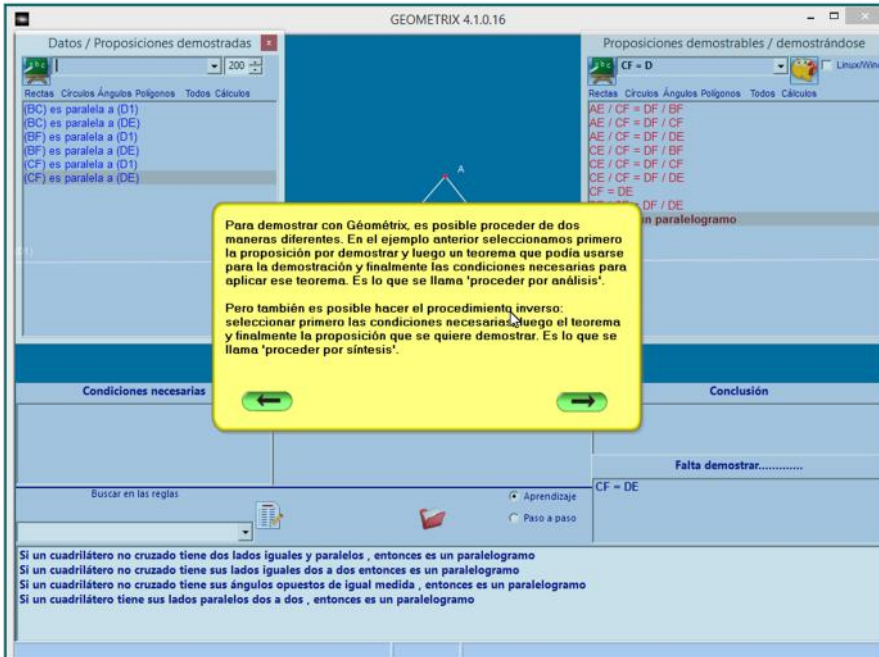 GEOMETRIX 4.1.0.16
Datos / Proposiciones demostradas
200
Rectas Círculos Ángulos Polígonos Todos Cálculos
(BC) es paralela a (D1)
(BC) es paralela a (DE)
(BF) es paralela a (D1)
(BF) es paralela a (DE)
(CF) es paralela a (D1)
(CF) es paralela a (DE)
(D1)
A
Proposiciones demostrables / demostrándose
CF = D
Linux/Wine
Rectas Círculos Ángulos Polígonos Todos Cálculos
AE / CF = DF / BF
AE / CF = DF / CF
AE / CF = DF / DE
CE / CF = DF / BF
CE / CF = DF / CF
CE / CF = DF / DE
CF = DE
= DF / DE
un paralelogramo
Para demostrar con Géométrix, es posible proceder de dos
maneras diferentes. En el ejemplo anterior seleccionamos primero
la proposición por demostrar y luego un teorema que podía usarse
para la demostración y finalmente las condiciones necesarias para
aplicar ese teorema. Es lo que se llama 'proceder por análisis'.
Pero también es posible hacer el procedimiento inverso:
seleccionar primero las condiciones necesarias, luego el teorema
y finalmente la proposición que se quiere demostrar. Es lo que se
llama 'proceder por síntesis'.
Condiciones necesarias
Conclusión
Falta demostrar.............
CF = DE
Buscar en las reglas
Aprendizaje
Paso a paso
Si un cuadrilátero no cruzado tiene dos lados iguales y paralelos , entonces es un paralelogramo
Si un cuadrilátero no cruzado tiene sus lados iguales dos a dos entonces es un paralelogramo
Si un cuadrilátero no cruzado tiene sus ángulos opuestos de igual medida , entonces es un paralelogramo
Si un cuadrilátero tiene sus lados paralelos dos a dos , entonces es un paralelogramo